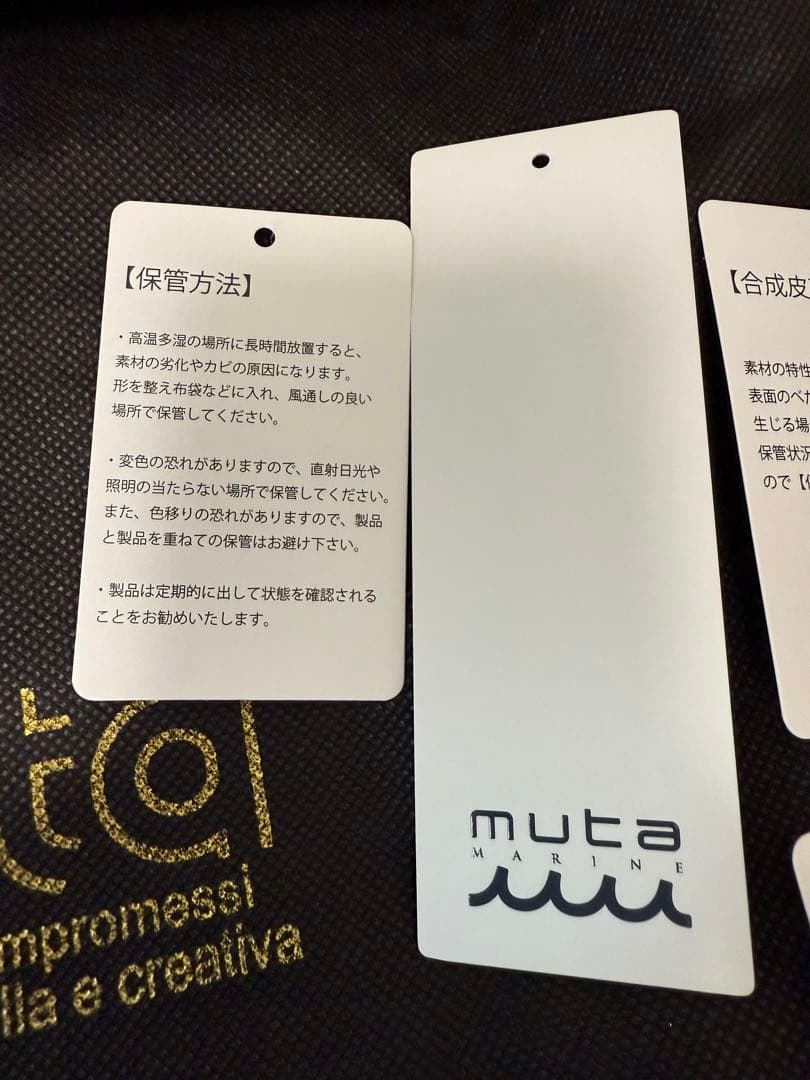 【保管方法】
・高温多湿の場所に長時間放置すると、
素材の劣化やカビの原因になります。
形を整え布袋などに入れ、風通しの良い
場所で保管してください。
・変色の恐れがありますので、直射日光や
照明の当たらない場所で保管してください。
また、色移りの恐れがありますので、製品
と製品を重ねての保管はお避け下さい。
・製品は定期的に出して状態を確認される
ことをお勧めいたします。
muta
MARINE
【合成皮
素材の特性
表面のべた
生じる場
保管状況
ので【保
ta
mpromessi
lla e creativa